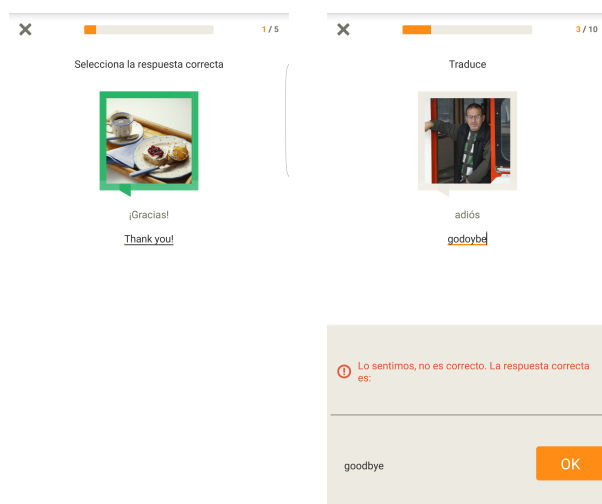 1 / 5
Selecciona la respuesta correcta
¡Gracias!
Thank you!
3 / 10
Traduce
adiós
godoybe
Lo sentimos, no es correcto. La respuesta correcta
es:
goodbye
OK